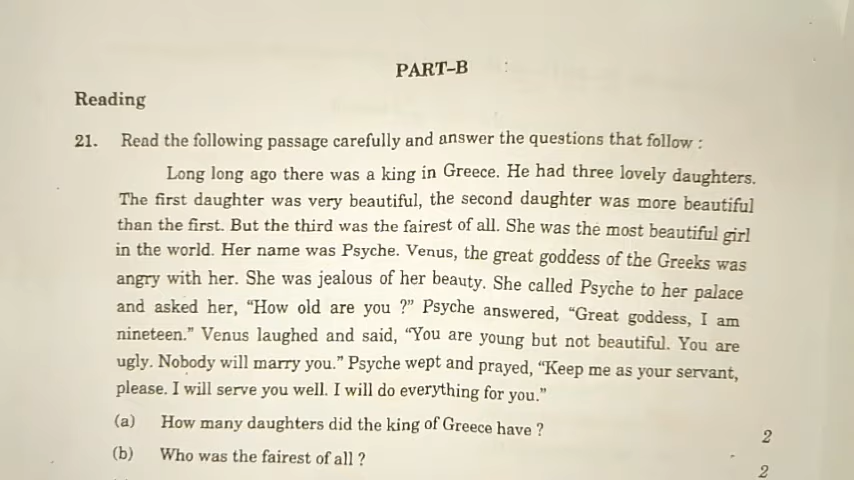 PART–B
Reading
21. Read the following passage carefully and answer the questions that follow :
Long long ago there was a king in Greece. He had three lovely daughters.
The first daughter was very beautiful, the second daughter was more beautiful
than the first. But the third was the fairest of all. She was the most beautiful girl
in the world. Her name was Psyche. Venus, the great goddess of the Greeks was
angry with her. She was jealous of her beauty. She called Psyche to her palace
and asked her, “How old are you ?” Psyche answered, “Great goddess, I am
nineteen.” Venus laughed and said, “You are young but not beautiful. You are
ugly. Nobody will marry you.” Psyche wept and prayed, “Keep me as your servant,
please. I will serve you well. I will do everything for you.”
(a) How many daughters did the king of Greece have ? 2
(b) Who was the fairest of all ? 2